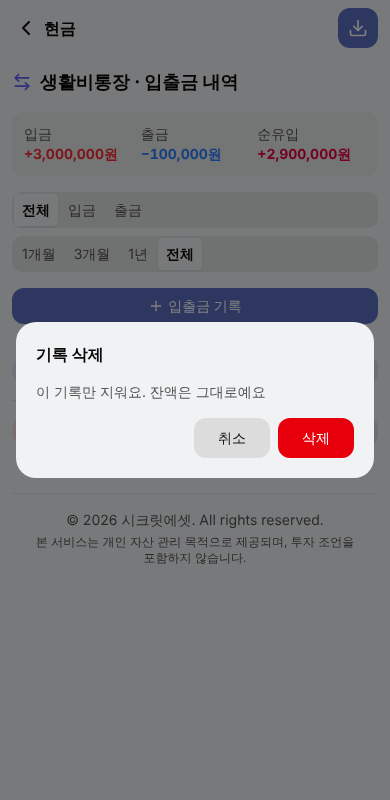 현금
생활비통장 · 입출금 내역
입금 출금 순유입
+3,000,000원 −100,000원 +2,900,000원
전체 입금 출금
1개월 3개월 1년 전체
+ 입출금 기록
기록 삭제
이 기록만 지워요. 잔액은 그대로예요
취소 삭제
© 2026 시크릿에셋. All rights reserved.
본 서비스는 개인 자산 관리 목적으로 제공되며, 투자 조언을
포함하지 않습니다.